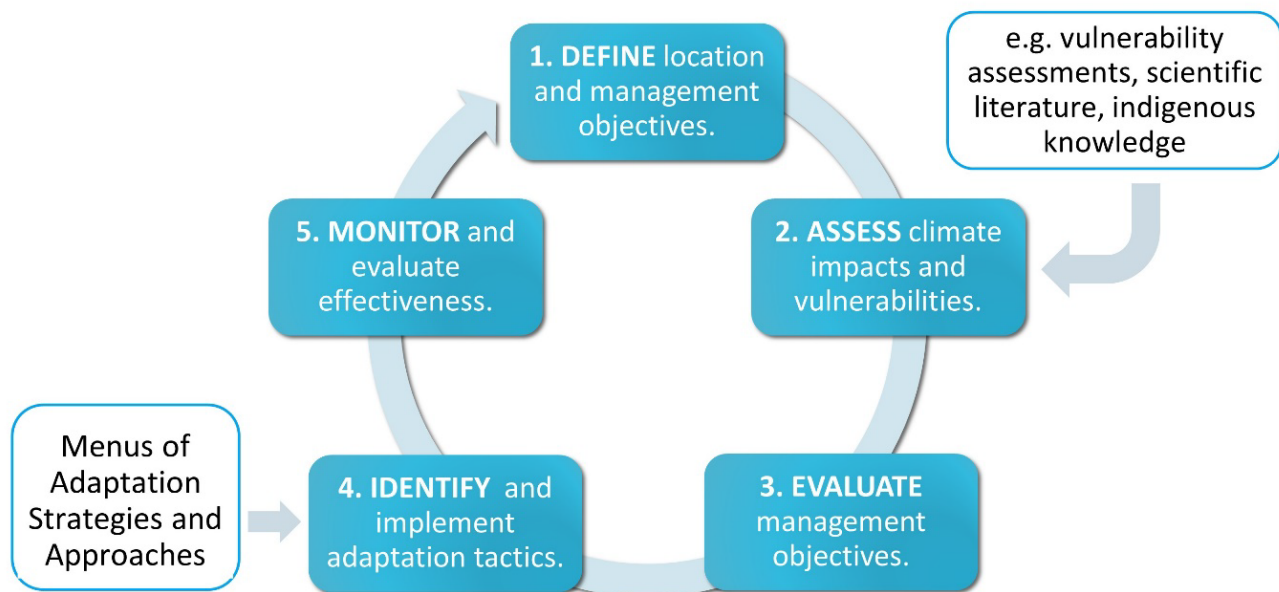 1. DEFINE location
and management
objectives.
e.g. vulnerability
assessments, scientific
literature, indigenous
knowledge
2. ASSESS climate
impacts and
vulnerabilities.
3. EVALUATE
management
objectives.
4. IDENTIFY and
implement
adaptation tactics.
Menus of
Adaptation
Strategies and
Approaches
5. MONITOR and
evaluate
effectiveness.